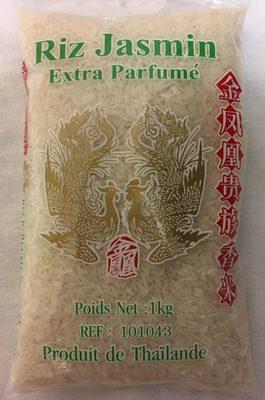 Riz Jasmin
Extra Parfumé
金凤凰贵族香米
Poids Net :1kg
REF : 101043
Produit de Thaïlande